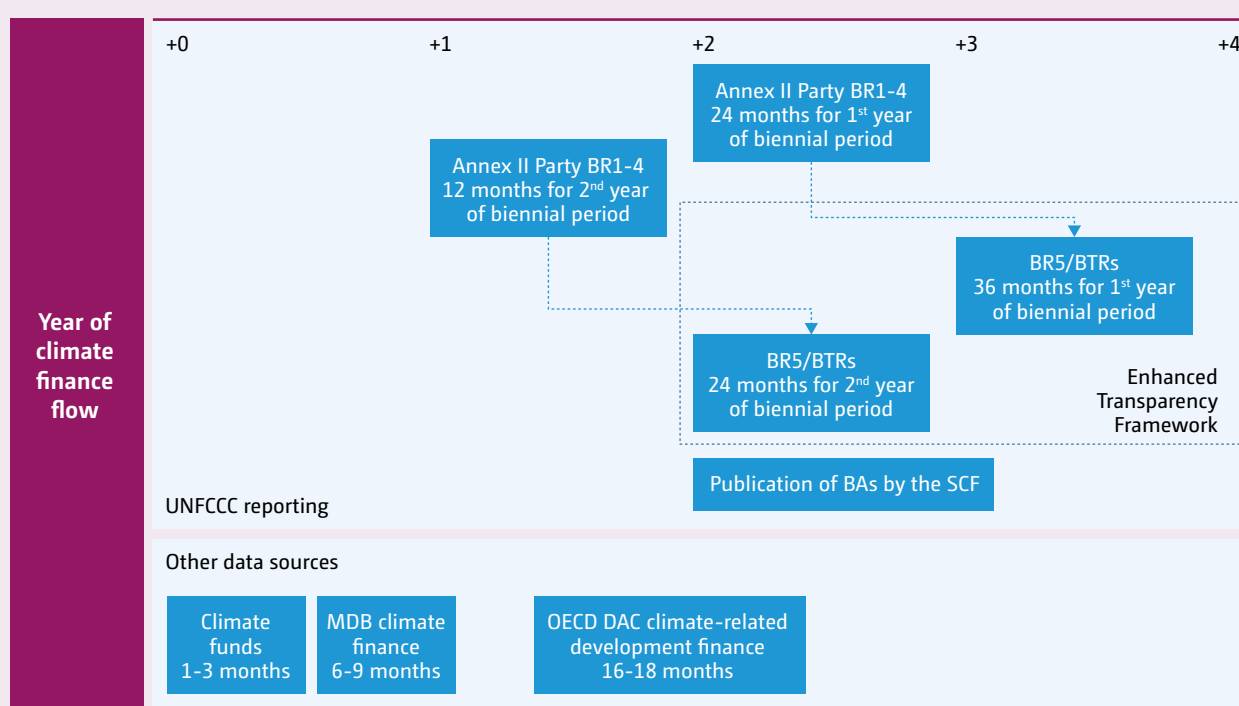 Year of
climate
finance
flow
+0 +1 +2 +3 +4
Annex II Party BR1-4
24 months for 1st year
of biennial period
Annex II Party BR1-4
12 months for 2nd year
of biennial period
BR5/BTRs
36 months for 1st year
of biennial period
BR5/BTRs
24 months for 2nd year
of biennial period
Enhanced
Transparency
Framework
Publication of BAs by the SCF
UNFCCC reporting
Other data sources
Climate
funds
1-3 months
MDB climate
finance
6-9 months
OECD DAC climate-related
development finance
16-18 months